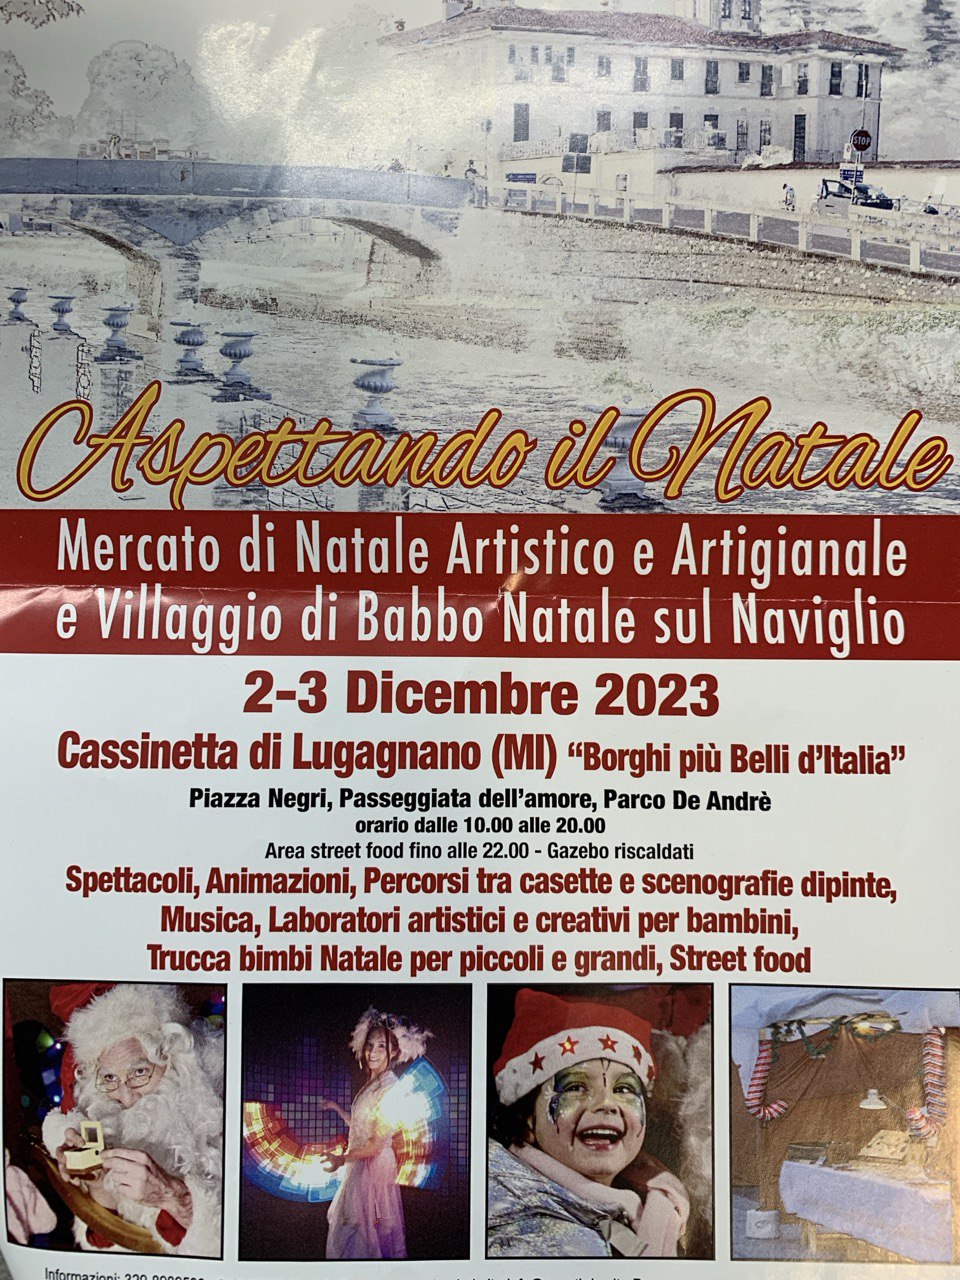 STOP
Aspettando il Natale
Mercato di Natale Artistico e Artigianale
e Villaggio di Babbo Natale sul Naviglio
2-3 Dicembre 2023
Cassinetta di Lugagnano (MI) “Borghi più Belli d’Italia”
Piazza Negri, Passeggiata dell’amore, Parco De Andrè
orario dalle 10.00 alle 20.00
Area street food fino alle 22.00 - Gazebo riscaldati
Spettacoli, Animazioni, Percorsi tra casette e scenografie dipinte,
Musica, Laboratori artistici e creativi per bambini,
Trucca bimbi Natale per piccoli e grandi, Street food
Informazioni: